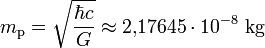 m_p = √(ħc/G) ≈ 2,17645 · 10⁻⁸ kg